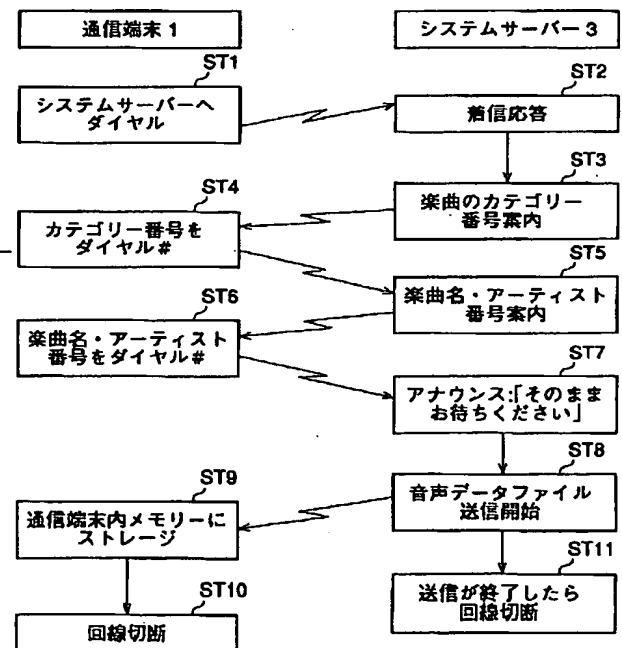 通信端末1
システムサーバー3
ST1
システムサーバーへ
ダイヤル
ST2
着信応答
ST3
楽曲のカテゴリー
番号案内
ST4
カテゴリー番号を
ダイヤル#
ST5
楽曲名・アーティスト
番号案内
ST6
楽曲名・アーティスト
番号をダイヤル#
ST7
アナウンス:「そのまま
お待ちください」
ST8
音声データファイル
送信開始
ST9
通信端末内メモリーに
ストレージ
ST10
回線切断
ST11
送信が終了したら
回線切断